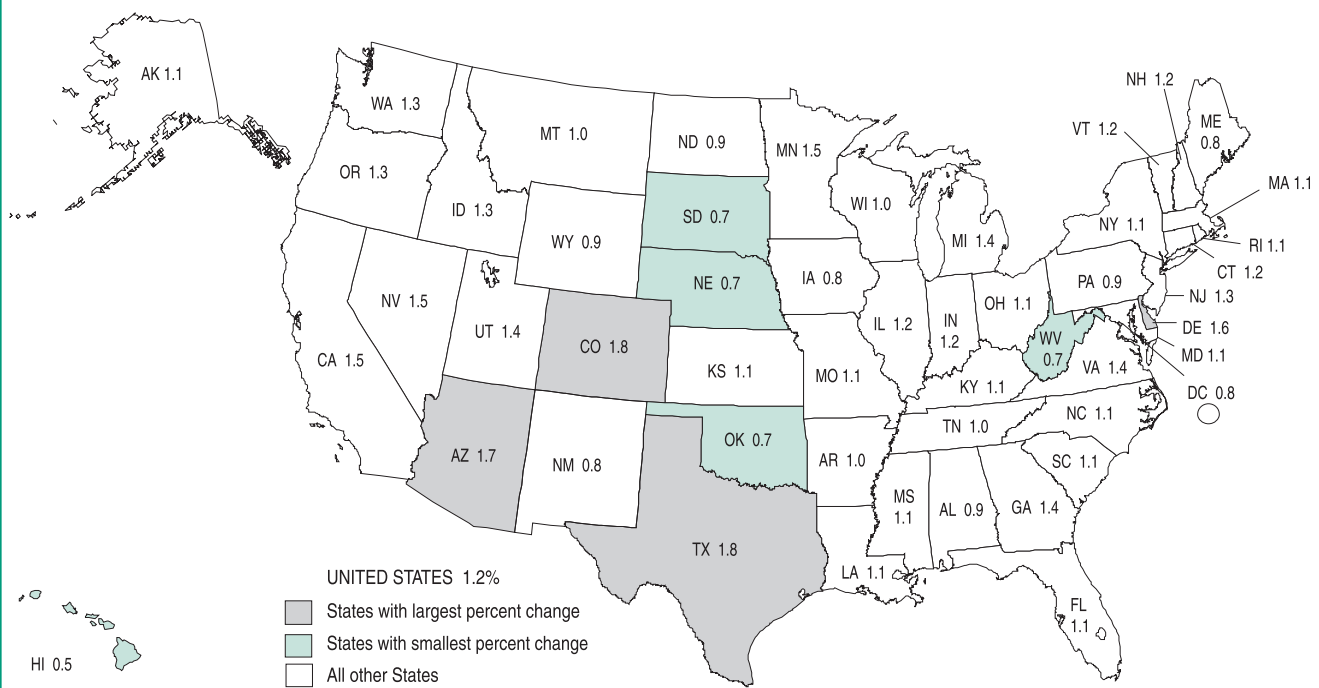 AK 1.1
WA 1.3
MT 1.0
ND 0.9
MN 1.5
NH 1.2
VT 1.2
ME
0.8
OR 1.3
ID 1.3
WY 0.9
SD 0.7
WI 1.0
MI 1.4
NY 1.1
MA 1.1
RI 1.1
CT 1.2
NV 1.5
UT 1.4
NE 0.7
IA 0.8
PA 0.9
NJ 1.3
CA 1.5
CO 1.8
KS 1.1
MO 1.1
IL 1.2
IN
1.2
OH 1.1
WV
0.7
VA 1.4
DE 1.6
MD 1.1
DC 0.8
KY 1.1
AZ 1.7
NM 0.8
OK 0.7
AR 1.0
TN 1.0
NC 1.1
SC 1.1
TX 1.8
LA 1.1
MS
1.1
AL 0.9
GA 1.4
FL
1.1
HI 0.5
UNITED STATES 1.2%
States with largest percent change
States with smallest percent change
All other States